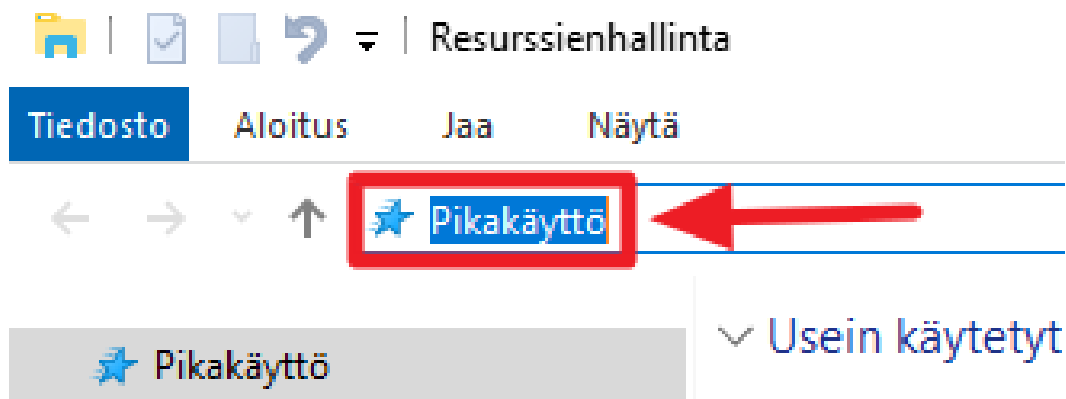 Resurssienhallinta
Tiedosto Aloitus Jaa Näytä
Pikakäyttö
Usein käytetyt
Pikakäyttö